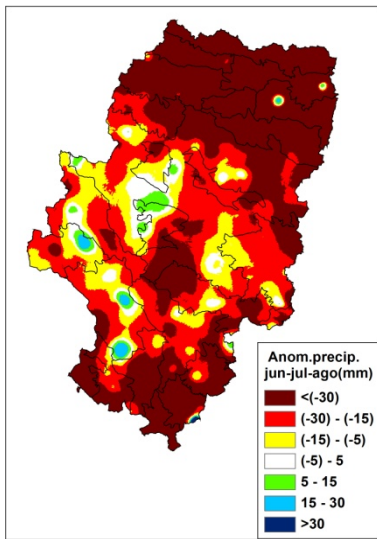 Anom.precip.
jun-jul-ago(mm)
<(-30)
(-30) - (-15)
(-15) - (-5)
(-5) - 5
5 - 15
15 - 30
>30